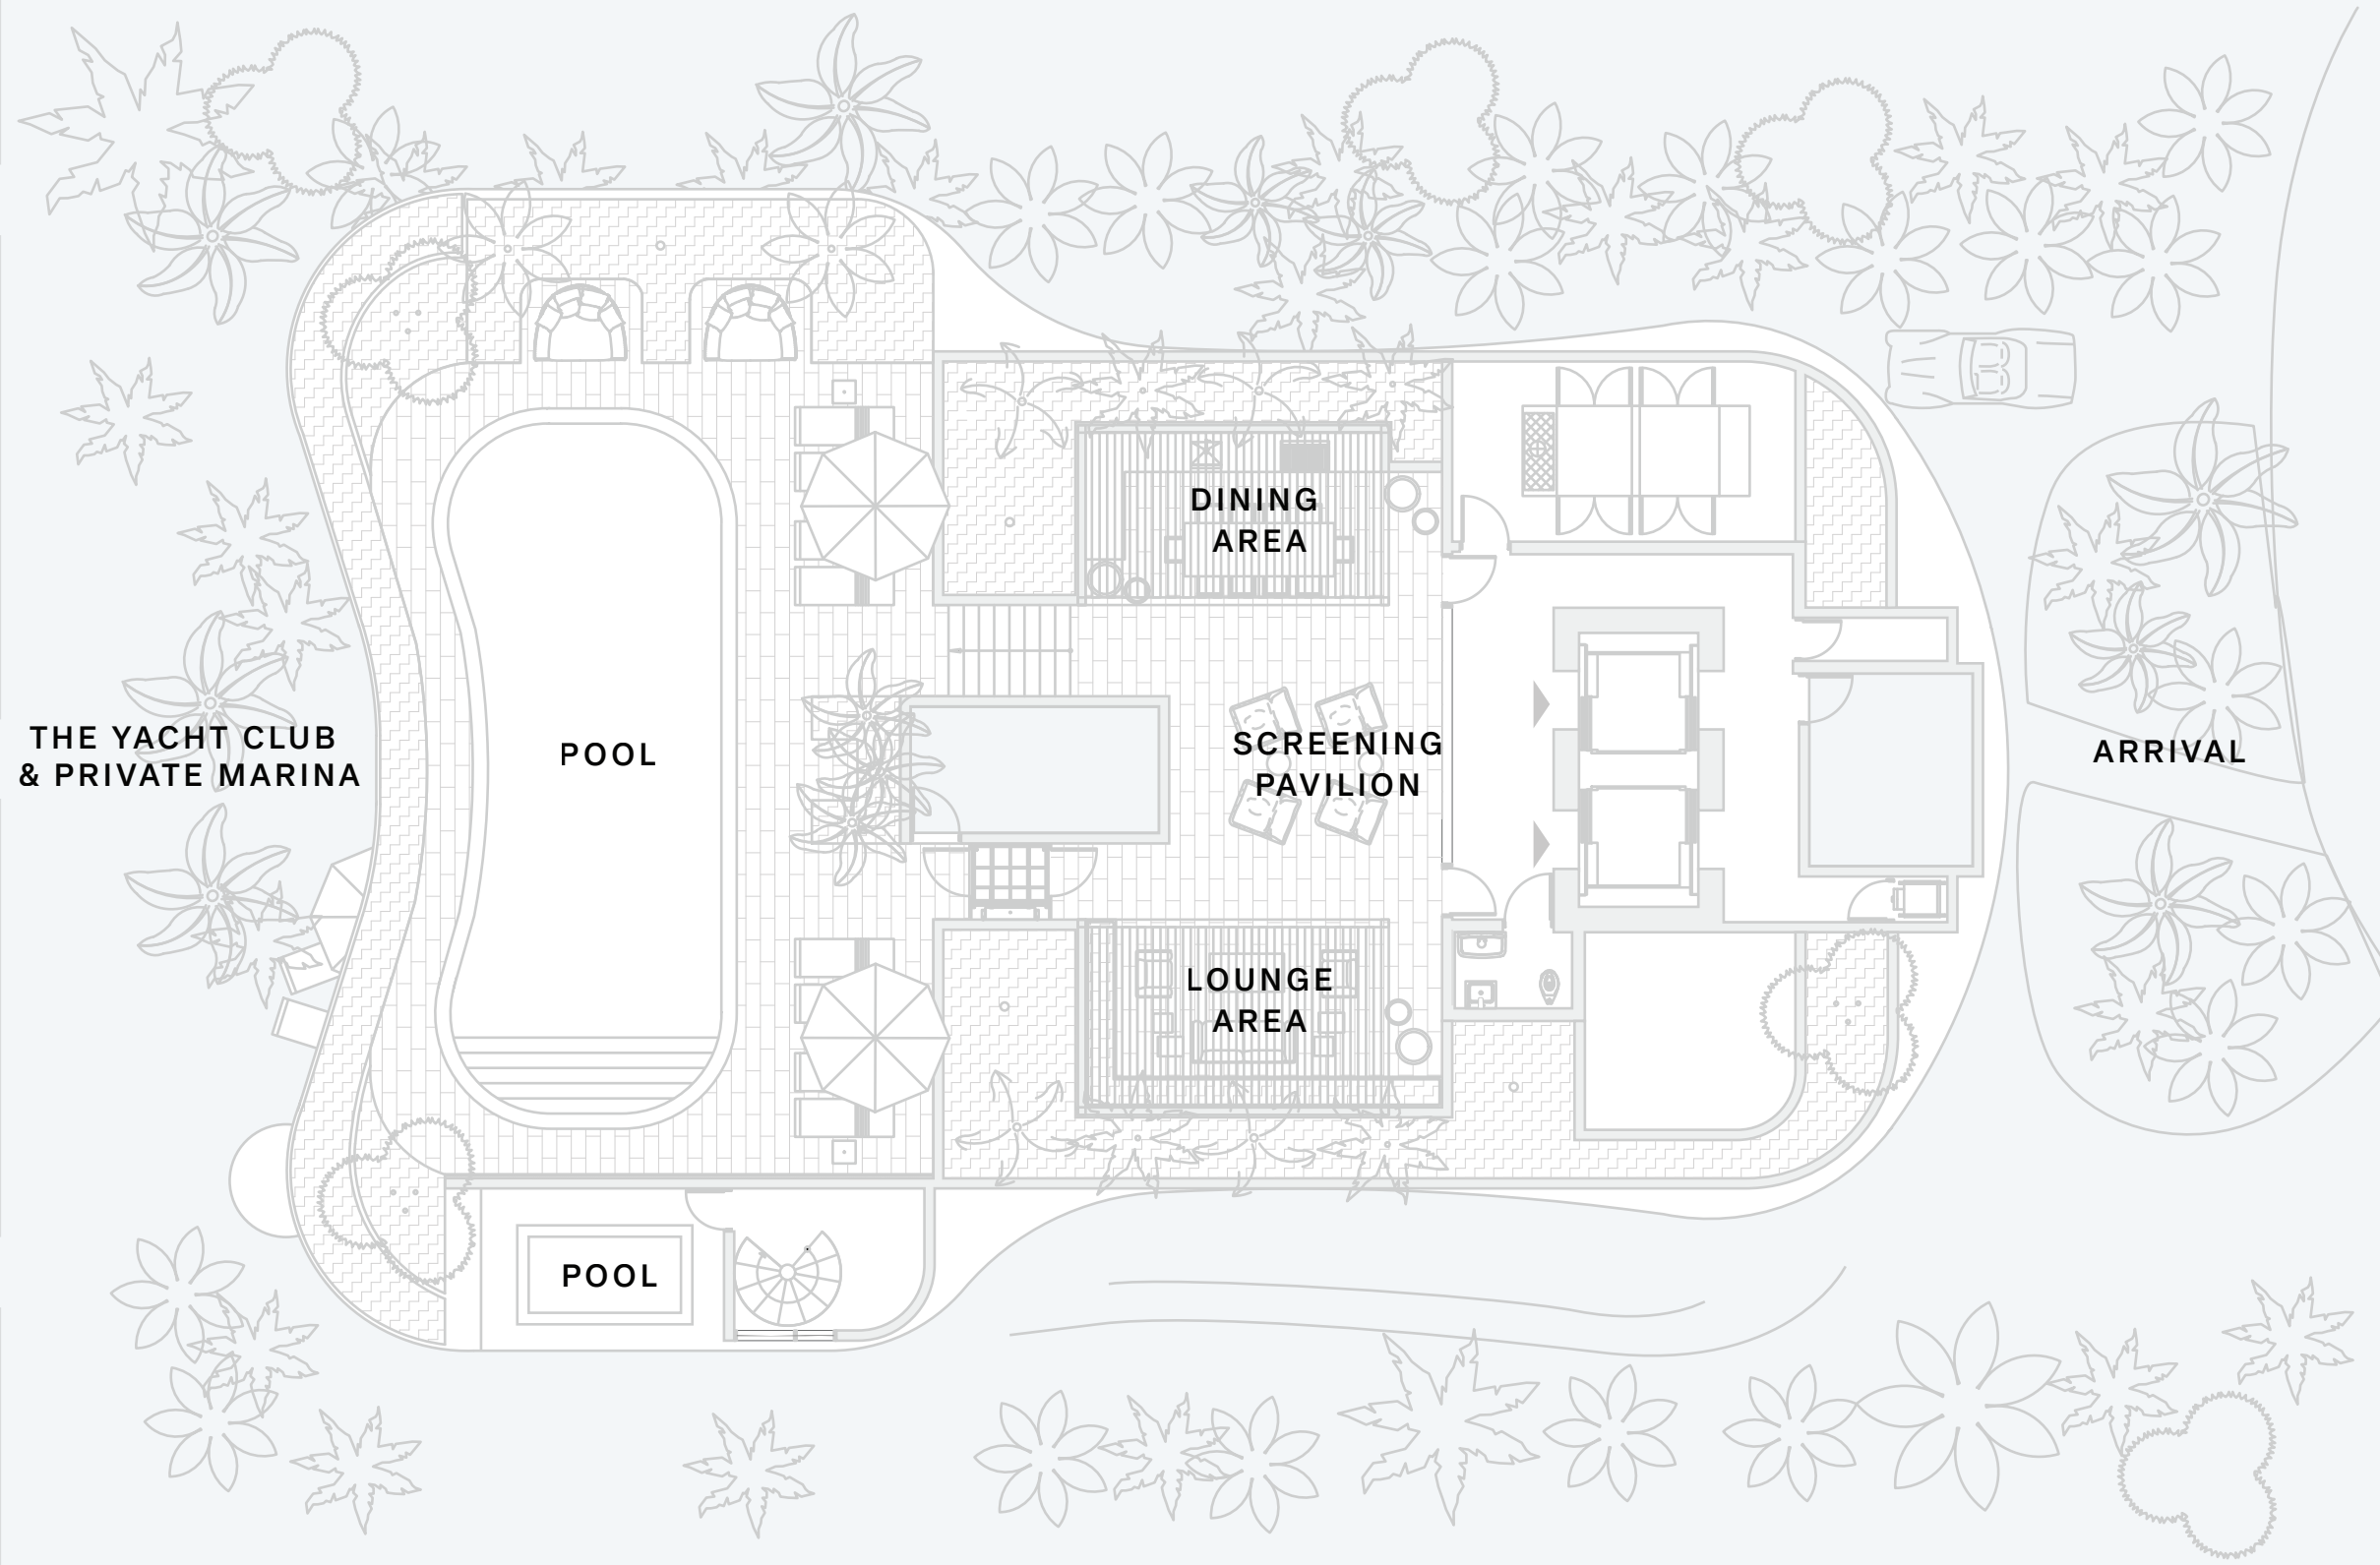 DINING
AREA
THE YACHT CLUB
& PRIVATE MARINA
POOL
SCREENING
PAVILION
ARRIVAL
LOUNGE
AREA
POOL